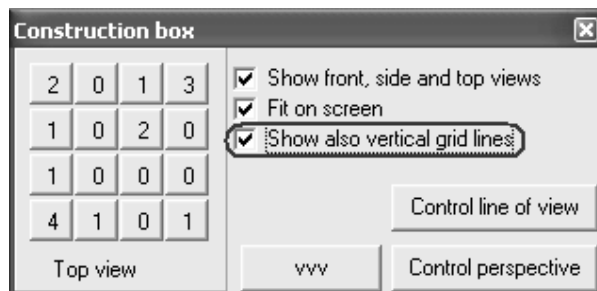 Construction box
2 0 1 3
1 0 2 0
1 0 0 0
4 1 0 1
Top view
Show front, side and top views
Fit on screen
Show also vertical grid lines
Control line of view
vvv
Control perspective